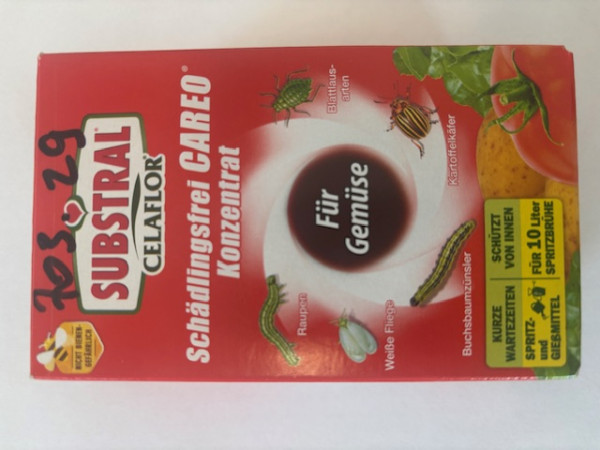 703.29
SUBSTRAL®
CELAFLOR®
NICHT BIENEN-
GEFÄHRLICH
Schädlingsfrei CAREO®
Konzentrat
Für
Gemüse
Blattlaus-
arten
Kartoffelkäfer
Raupen
Weiße Fliege
Buchsbaumzünsler
KURZE
WARTEZEITEN
SCHÜTZT
VON INNEN
SPRITZ-
und
GIEßMITTEL
FÜR 10 Liter
SPRITZBRÜHE